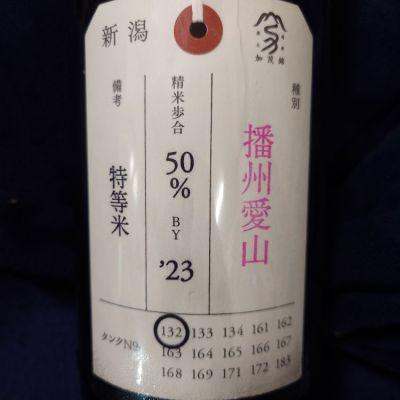 新潟
加茂錦
種別
播州愛山
精米歩合
50%
BY
'23
備考
特等米
タンクNo.
132 133 134 161 162
163 164 165 166 167
168 169 171 172 183